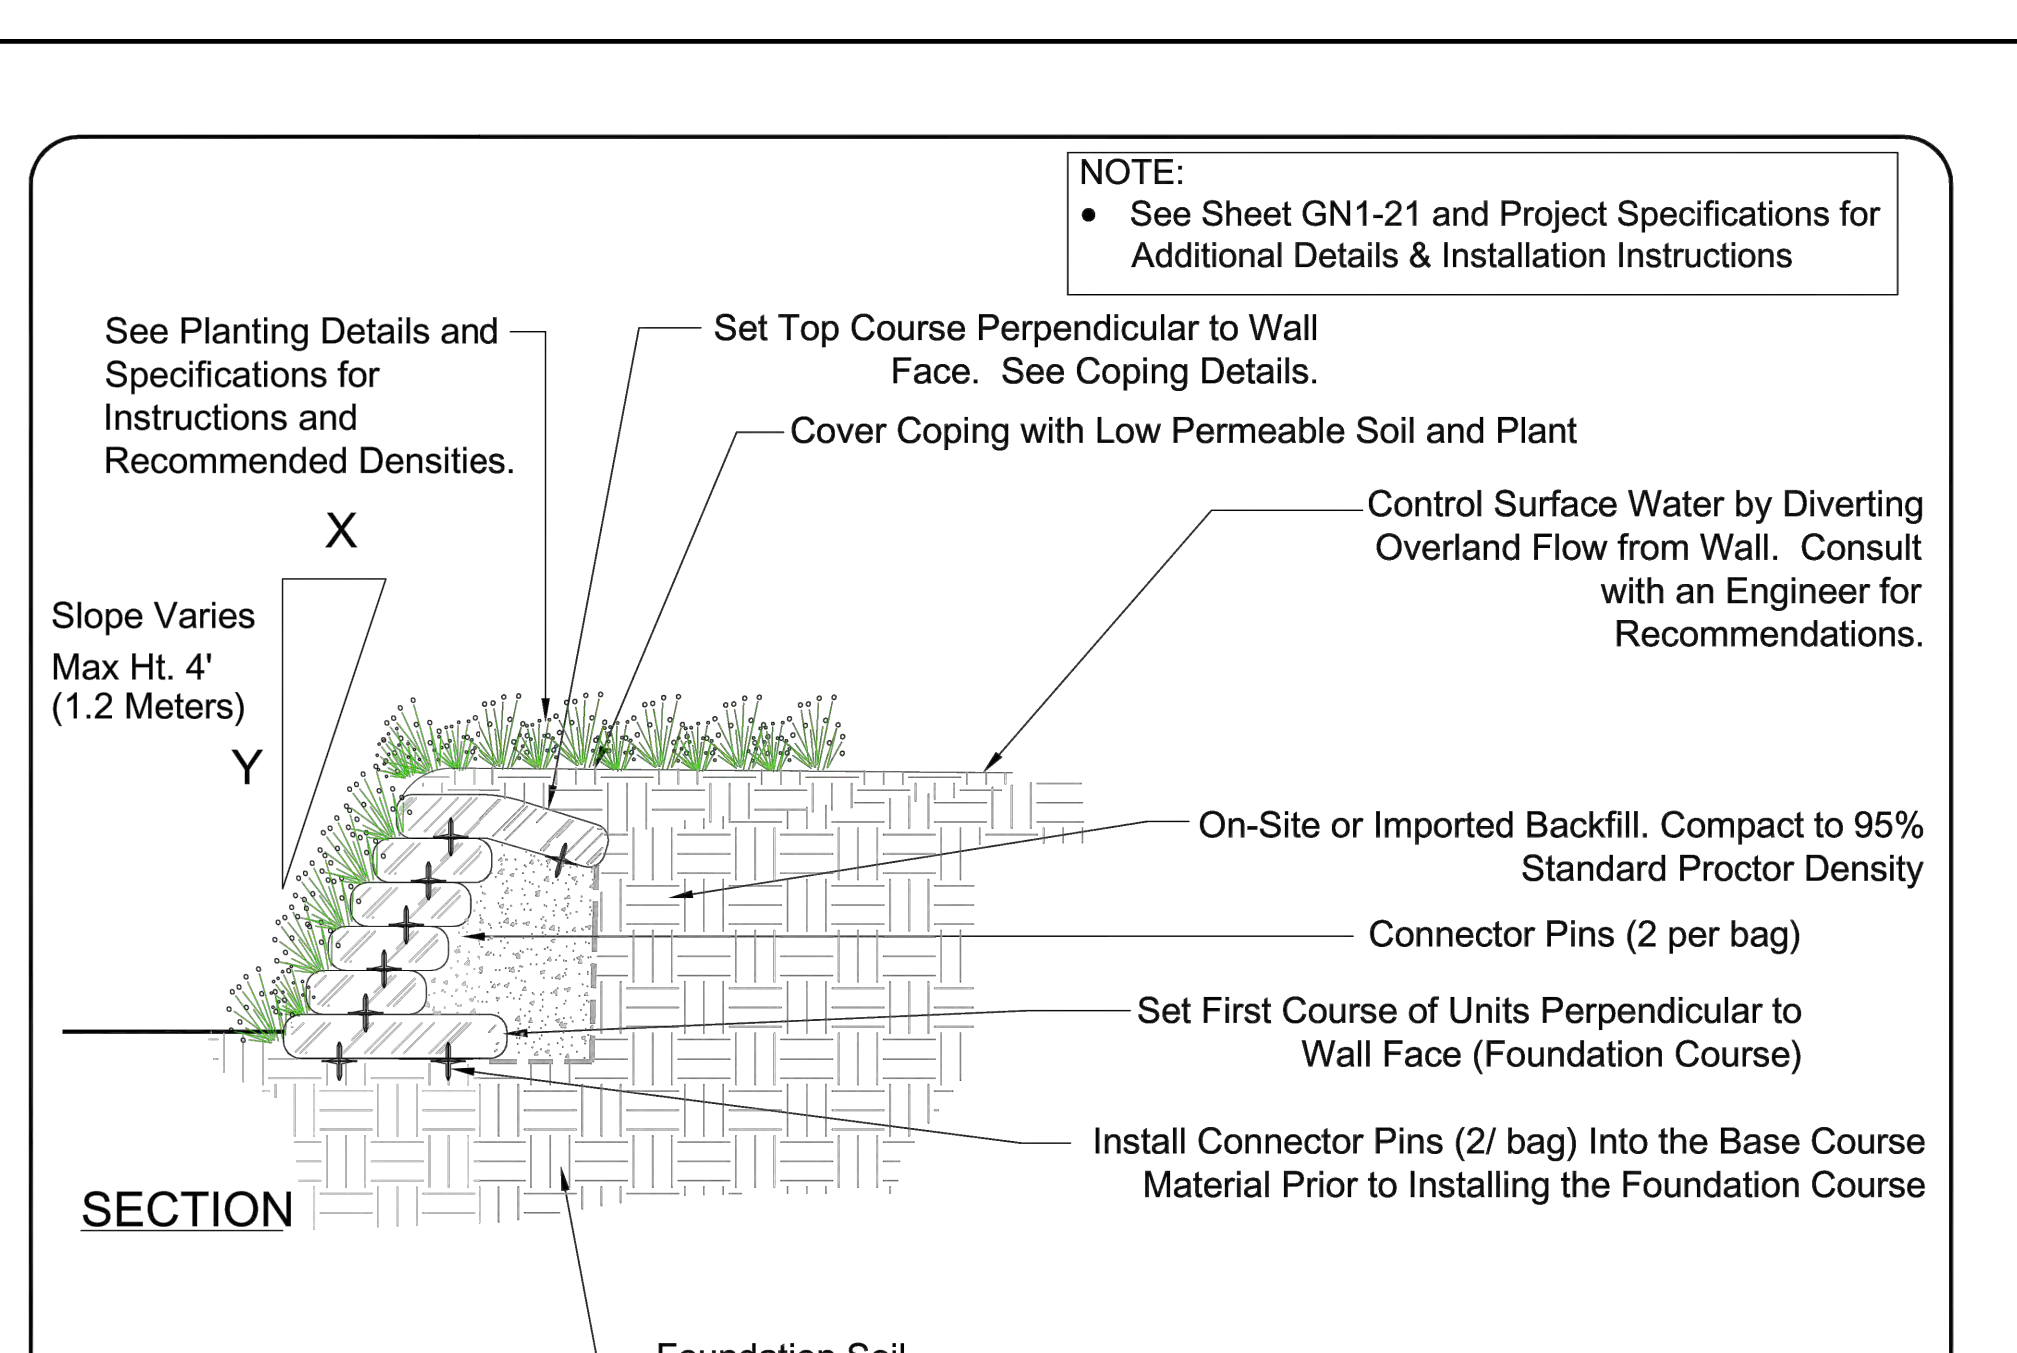 NOTE:
• See Sheet GN1-21 and Project Specifications for
Additional Details & Installation Instructions
See Planting Details and
Specifications for
Instructions and
Recommended Densities.
Set Top Course Perpendicular to Wall
Face. See Coping Details.
Cover Coping with Low Permeable Soil and Plant
Control Surface Water by Diverting
Overland Flow from Wall. Consult
with an Engineer for
Recommendations.
X
Slope Varies
Max Ht. 4'
(1.2 Meters)
Y
On-Site or Imported Backfill. Compact to 95%
Standard Proctor Density
Connector Pins (2 per bag)
Set First Course of Units Perpendicular to
Wall Face (Foundation Course)
Install Connector Pins (2/ bag) Into the Base Course
Material Prior to Installing the Foundation Course
SECTION
Foundation Soil